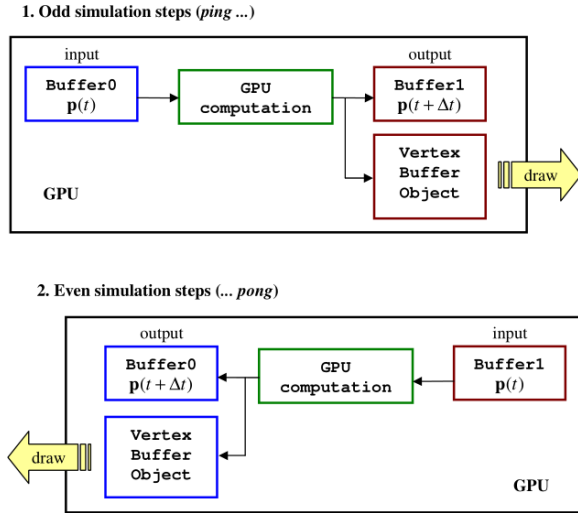 1. Odd simulation steps (ping ...)
input
output
Buffer0
p(t)
GPU
computation
Buffer1
p(t + Δt)
Vertex
Buffer
Object
draw
GPU
2. Even simulation steps (... pong)
output
input
Buffer0
p(t + Δt)
GPU
computation
Buffer1
p(t)
Vertex
Buffer
Object
draw
GPU